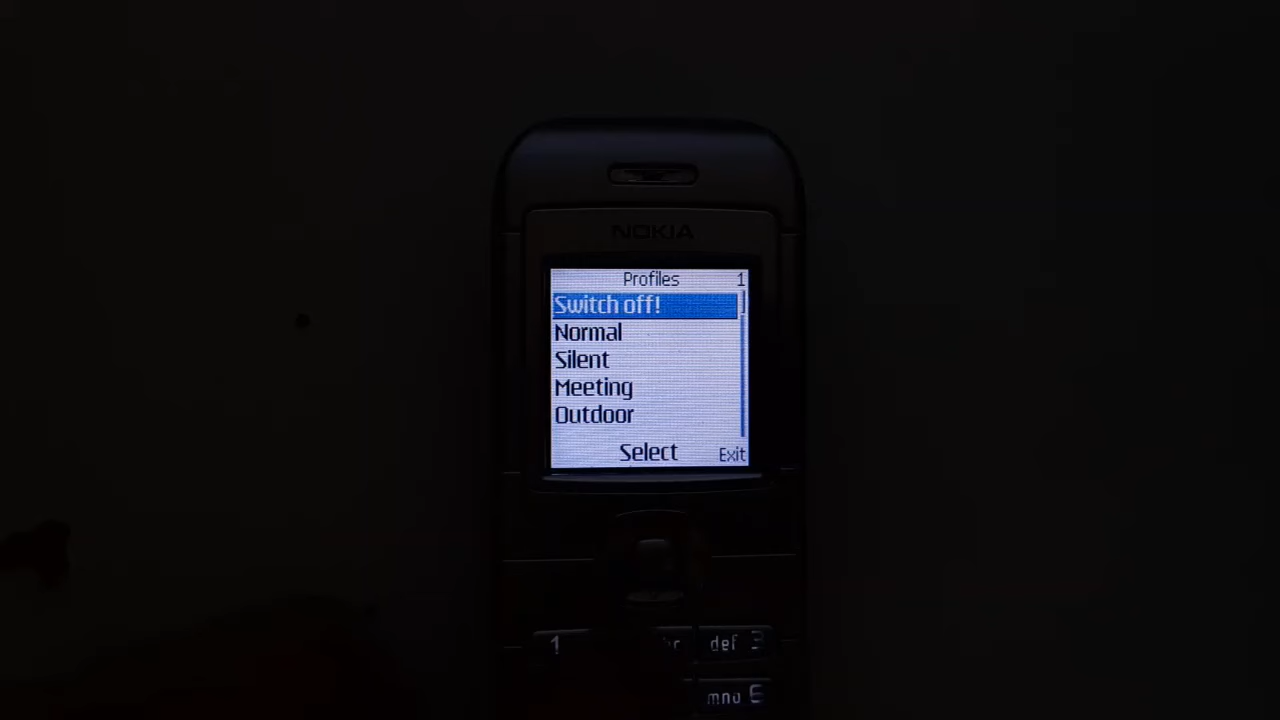 NOKIA
Profiles 1
Switch off!
Normal
Silent
Meeting
Outdoor
Select Exit
1 def 3
mno 6